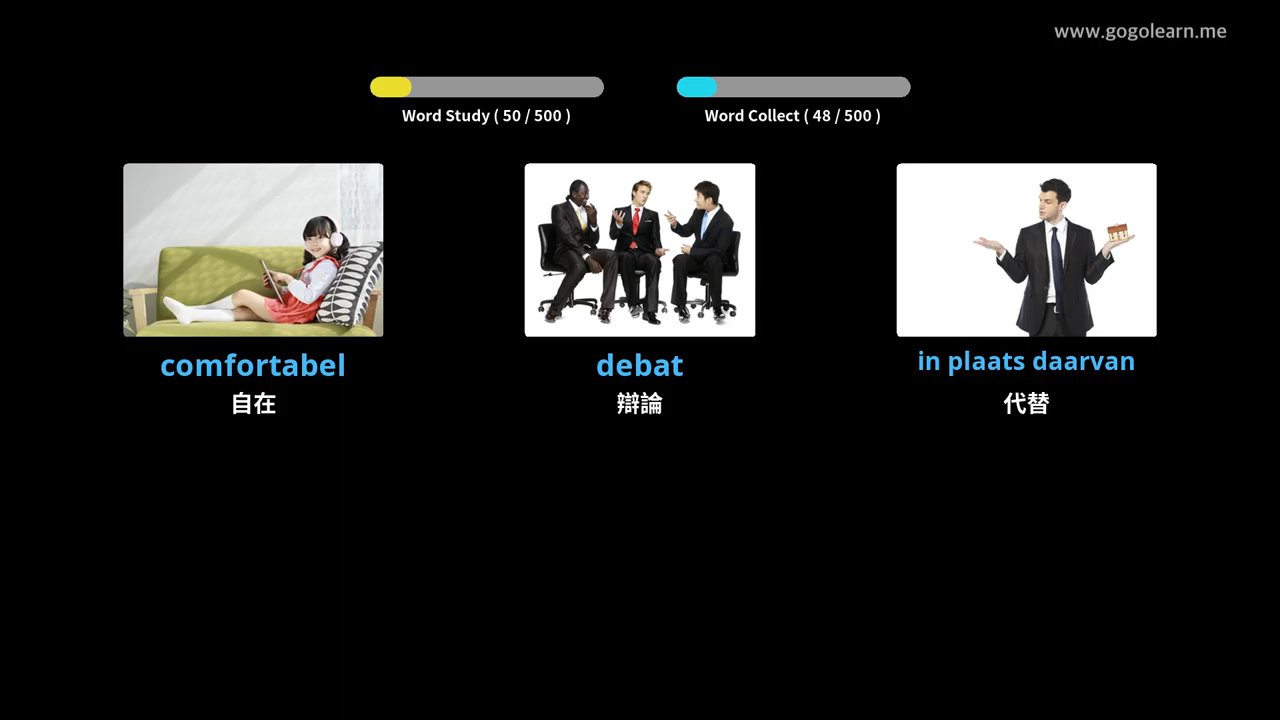 www.gogolearn.me
Word Study ( 50 / 500 )
Word Collect ( 48 / 500 )
comfortabel
debat
in plaats daarvan
自在
辯論
代替